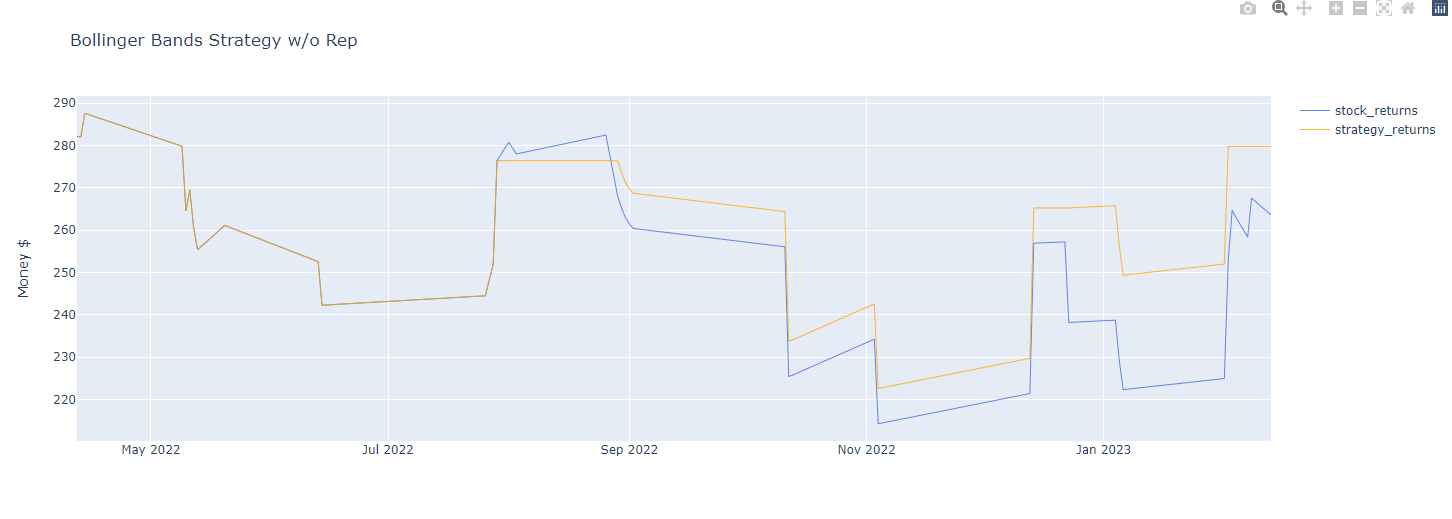 Bollinger Bands Strategy w/o Rep
290
280
270
260
250
240
230
220
Money $
May 2022
Jul 2022
Sep 2022
Nov 2022
Jan 2023
stock_returns
strategy_returns